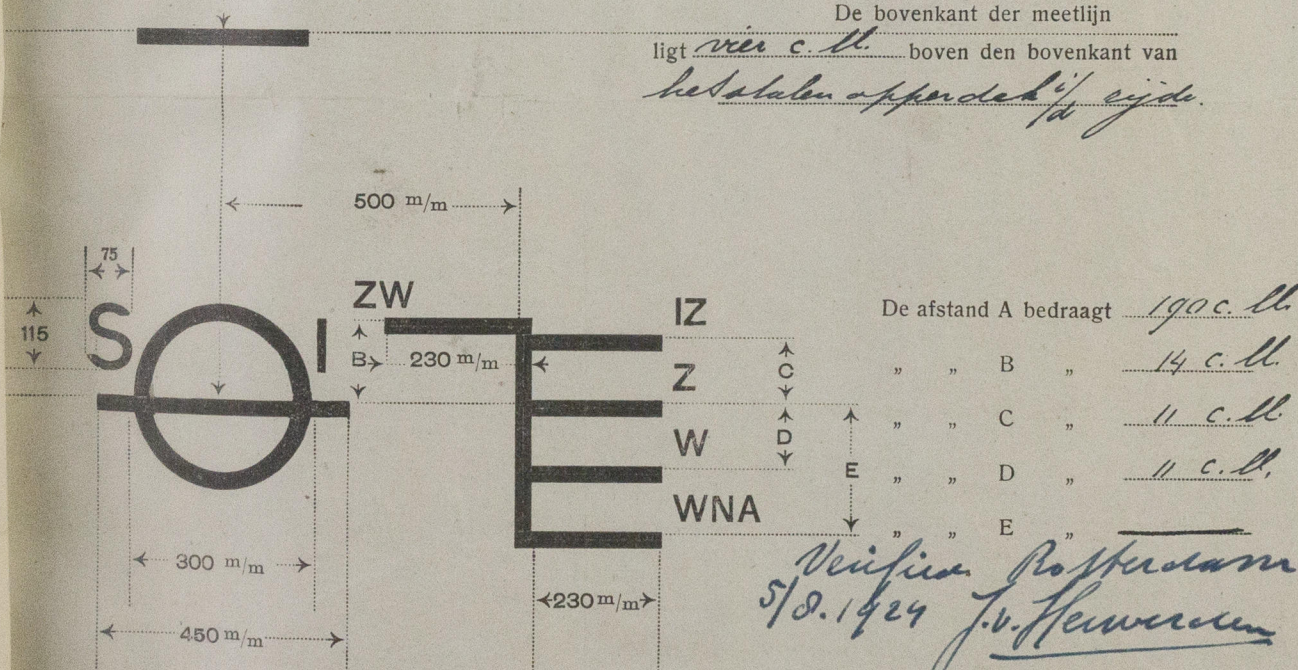 De bovenkant der meetlijn
ligt vier c. M. boven den bovenkant van
het stalen opperdek i/d zijde.
500 m/m
75
ZW
IZ
S I
115
B
230 m/m
Z
C
W
D
E
WNA
De afstand A bedraagt 190 c. M.
„ „ B „ 14 c. M.
„ „ C „ 11 c. M.
„ „ D „ 11 c. M.
„ „ E „
300 m/m
230 m/m
450 m/m
Rotterdam
5/8.1924 J.v.